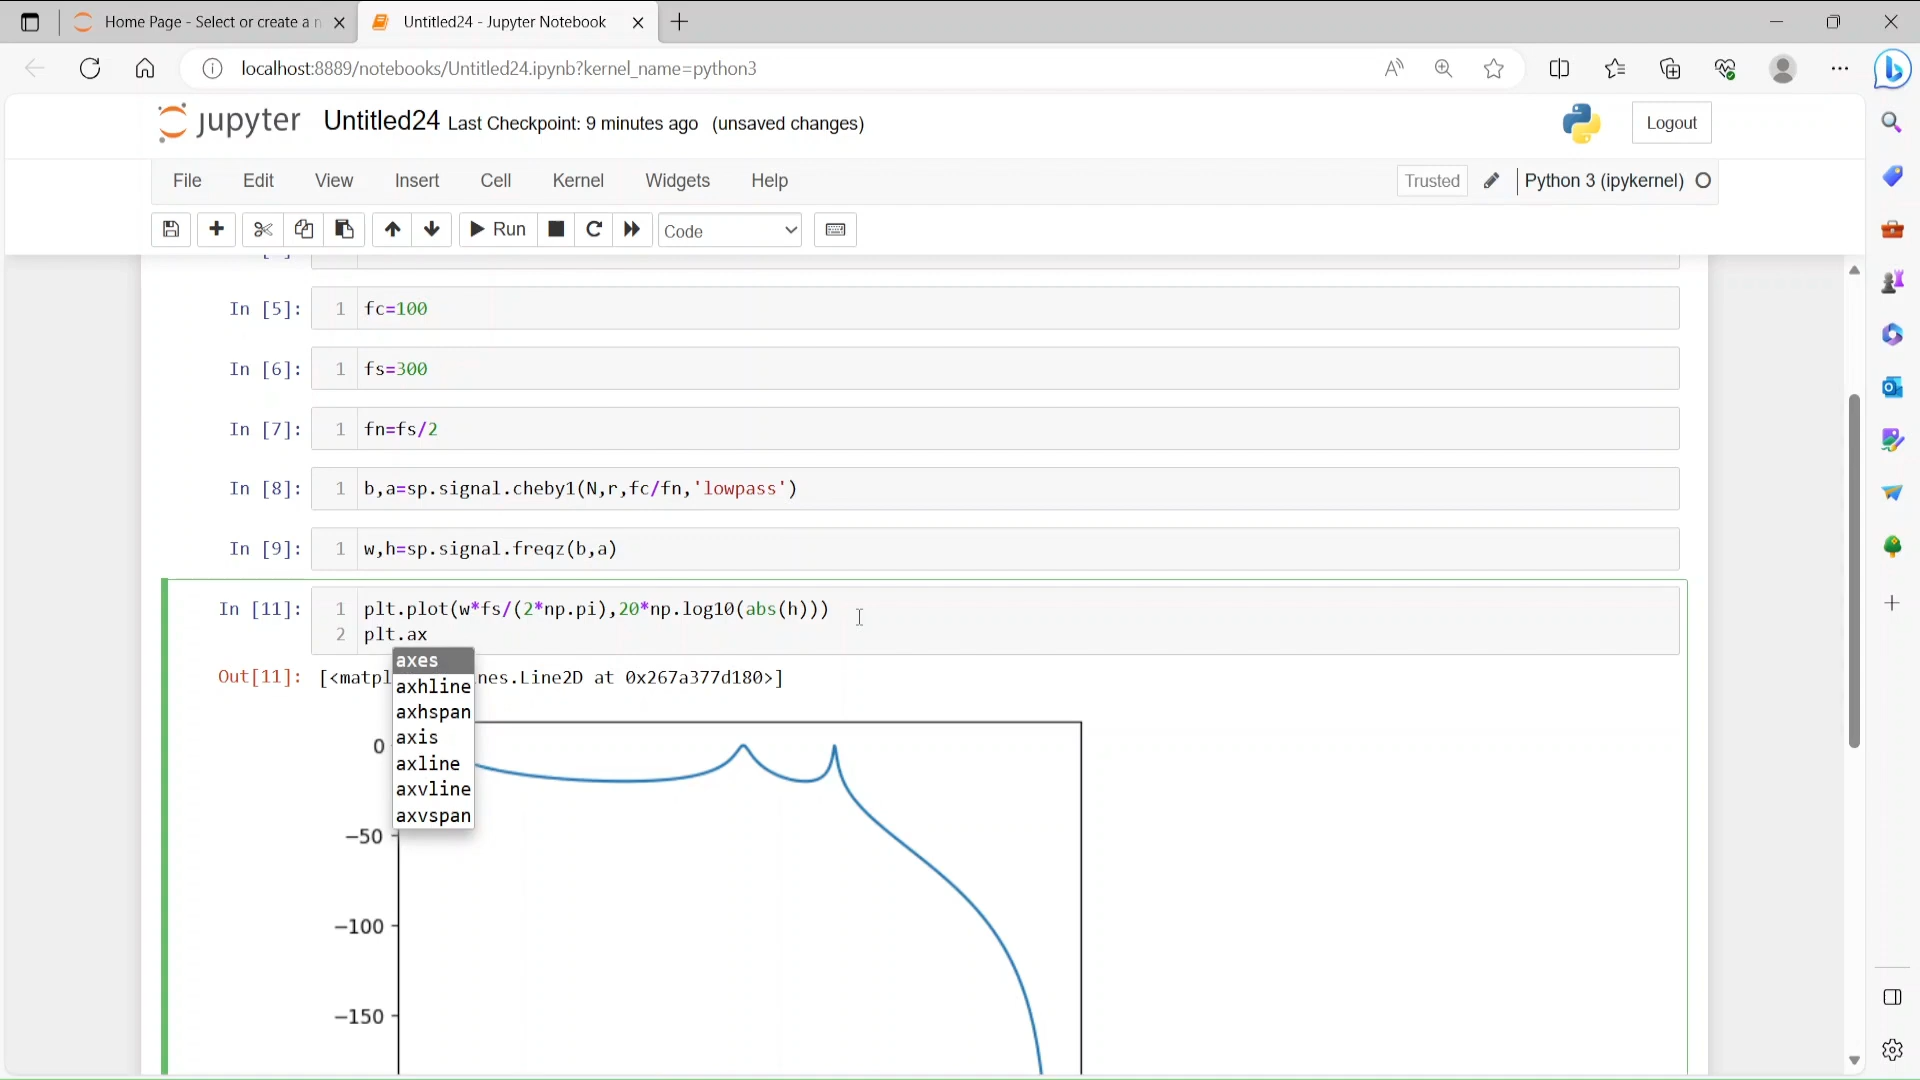 Home Page - Select or create a n
Untitled24 - Jupyter Notebook
localhost:8889/notebooks/Untitled24.ipynb?kernel_name=python3
jupyter Untitled24 Last Checkpoint: 9 minutes ago (unsaved changes)
Logout
File Edit View Insert Cell Kernel Widgets Help
Trusted
Python 3 (ipykernel)
Run
Code
In [5]: 1 fc=100
In [6]: 1 fs=300
In [7]: 1 fn=fs/2
In [8]: 1 b,a=sp.signal.cheby1(N,r,fc/fn,'lowpass')
In [9]: 1 w,h=sp.signal.freqz(b,a)
In [11]: 1 plt.plot(w*fs/(2*np.pi),20*np.log10(abs(h)))
2 plt.ax
axes
Out[11]: [<matpl nes.Line2D at 0x267a377d180>]
axhline
axhspan
axis
axline
axvline
axvspan
0
−50
−100
−150